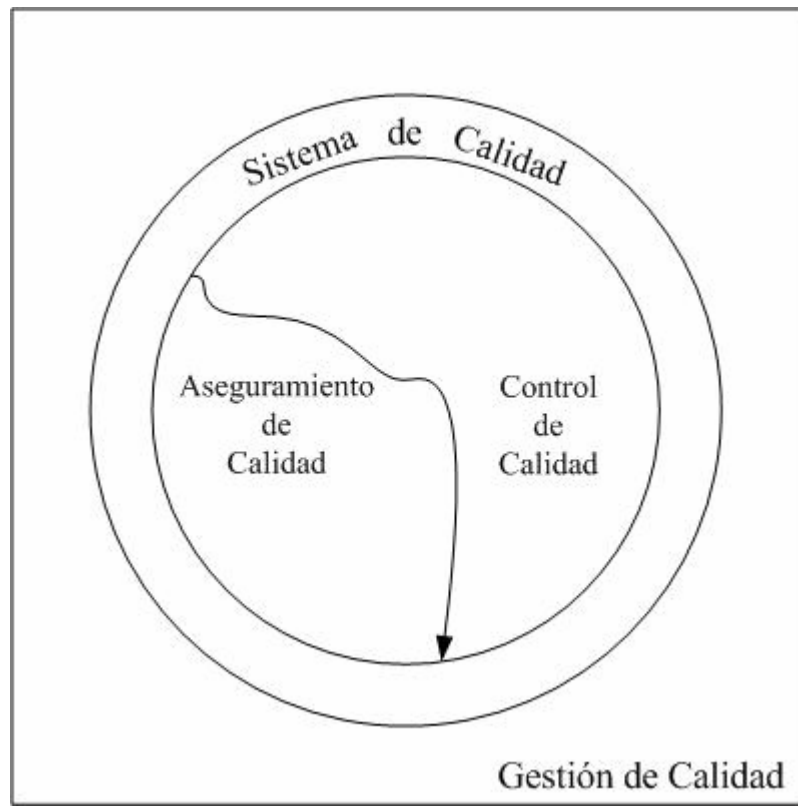 Sistema de Calidad
Aseguramiento
de
Calidad
Control
de
Calidad
Gestión de Calidad